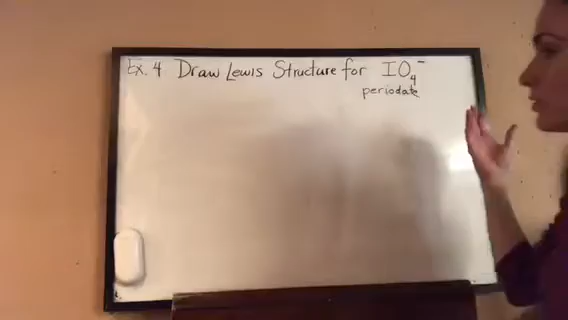 Ex. 4 Draw Lewis Structure for IO₄⁻
periodate